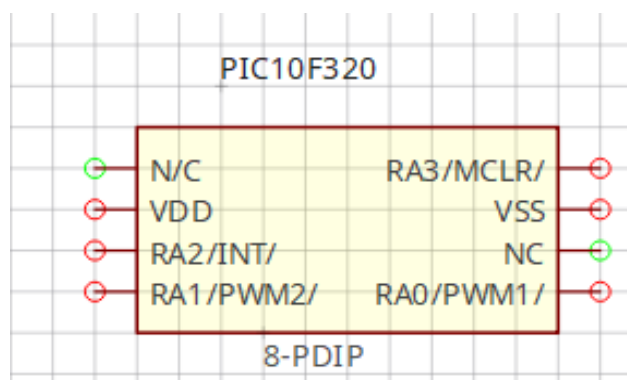 PIC10F320
N/C RA3/MCLR/
VDD VSS
RA2/INT/ NC
RA1/PWM2/ RA0/PWM1/
8-PDIP